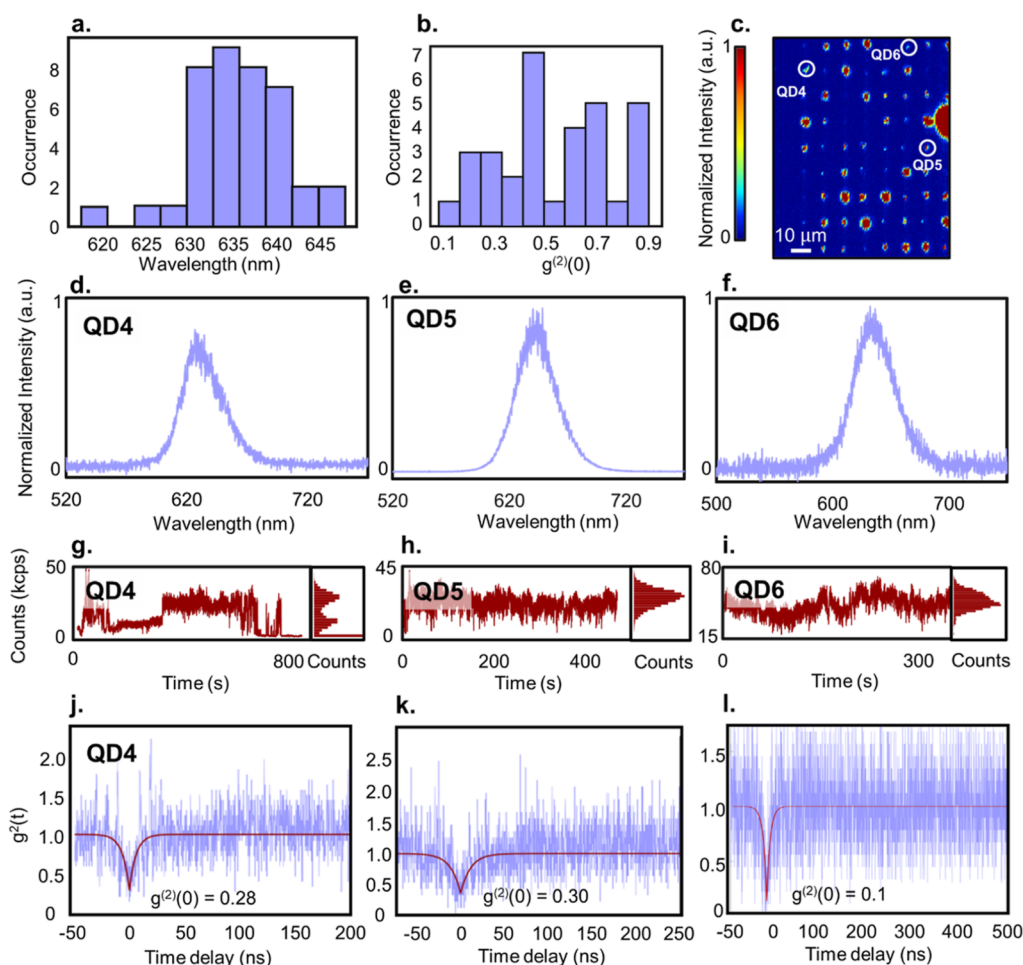 a.
8
6
4
2
0
Occurrence
620 625 630 635 640 645
Wavelength (nm)
b.
7
6
5
4
3
2
1
0
Occurrence
0.1 0.3 0.5 0.7 0.9
g(2)(0)
c.
Normalized Intensity (a.u.)
1
0
QD6
QD4
QD5
10 μm
d.
Normalized Intensity (a.u.)
1
QD4
0
520 620 720
Wavelength (nm)
e.
1
QD5
0
520 620 720
Wavelength (nm)
f.
1
QD6
0
500 600 700
Wavelength (nm)
g.
Counts (kcps)
50
QD4
0
0 800 Counts
Time (s)
h.
45
QD5
0
0 200 400 Counts
Time (s)
i.
80
QD6
15
0 300 Counts
Time (s)
j.
QD4
g2(t)
2.0
1.5
1.0
0.5
0
g(2)(0) = 0.28
-50 0 50 100 150 200
Time delay (ns)
k.
2.5
2.0
1.5
1.0
0.5
0
g(2)(0) = 0.30
-50 0 50 100 150 200 250
Time delay (ns)
l.
1.5
1.0
0.5
0
g(2)(0) = 0.1
-50 0 100 200 300 400 500
Time delay (ns)